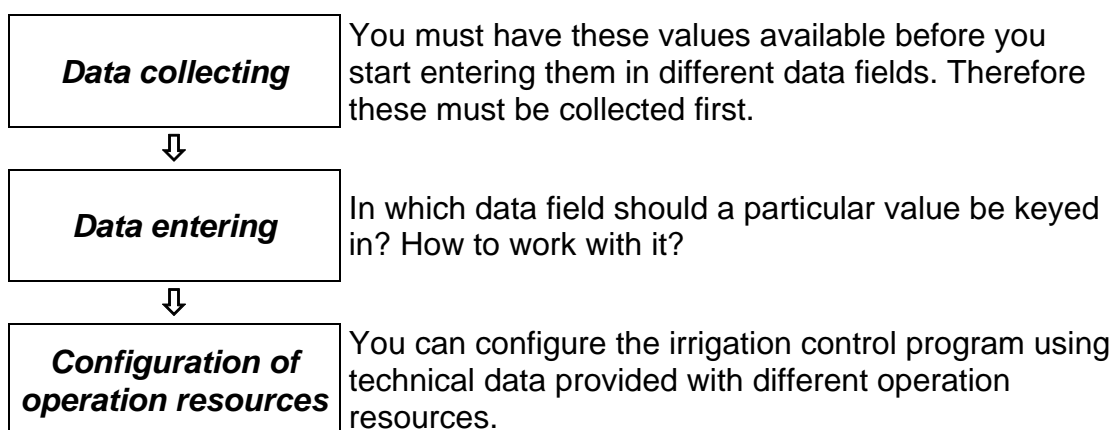 Data collecting
You must have these values available before you
start entering them in different data fields. Therefore
these must be collected first.
Data entering
In which data field should a particular value be keyed
in? How to work with it?
Configuration of
operation resources
You can configure the irrigation control program using
technical data provided with different operation
resources.